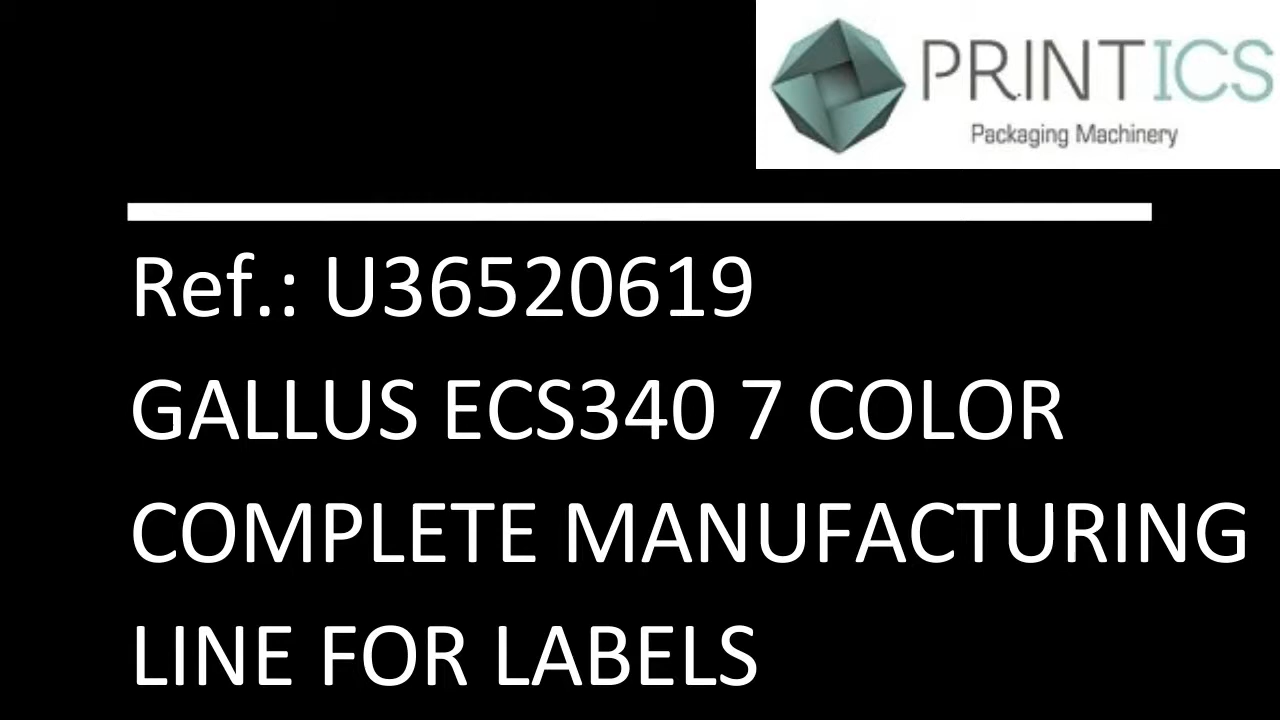 PRINTICS
Packaging Machinery
Ref.: U36520619
GALLUS ECS340 7 COLOR
COMPLETE MANUFACTURING
LINE FOR LABELS